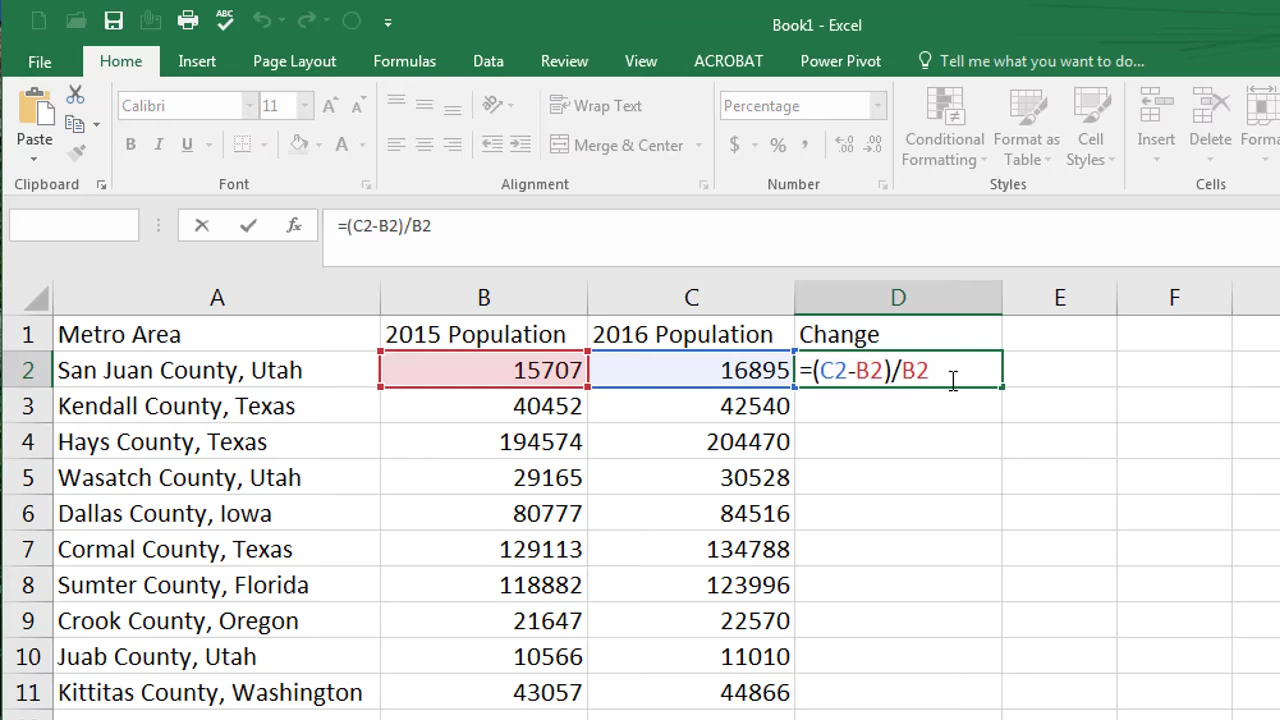 ABC
Book1 - Excel
File Home Insert Page Layout Formulas Data Review View ACROBAT Power Pivot Tell me what you want to do...
Paste
Calibri 11 A A
B I U A
Wrap Text
Merge & Center
Percentage
$ % , .00
Conditional Formatting
Format as Table
Cell Styles
Insert Delete
Clipboard Font Alignment Number Styles Cells
fx =(C2-B2)/B2
A B C D E F
1 Metro Area 2015 Population 2016 Population Change
2 San Juan County, Utah 15707 16895 =(C2-B2)/B2
3 Kendall County, Texas 40452 42540
4 Hays County, Texas 194574 204470
5 Wasatch County, Utah 29165 30528
6 Dallas County, Iowa 80777 84516
7 Cormal County, Texas 129113 134788
8 Sumter County, Florida 118882 123996
9 Crook County, Oregon 21647 22570
10 Juab County, Utah 10566 11010
11 Kittitas County, Washington 43057 44866